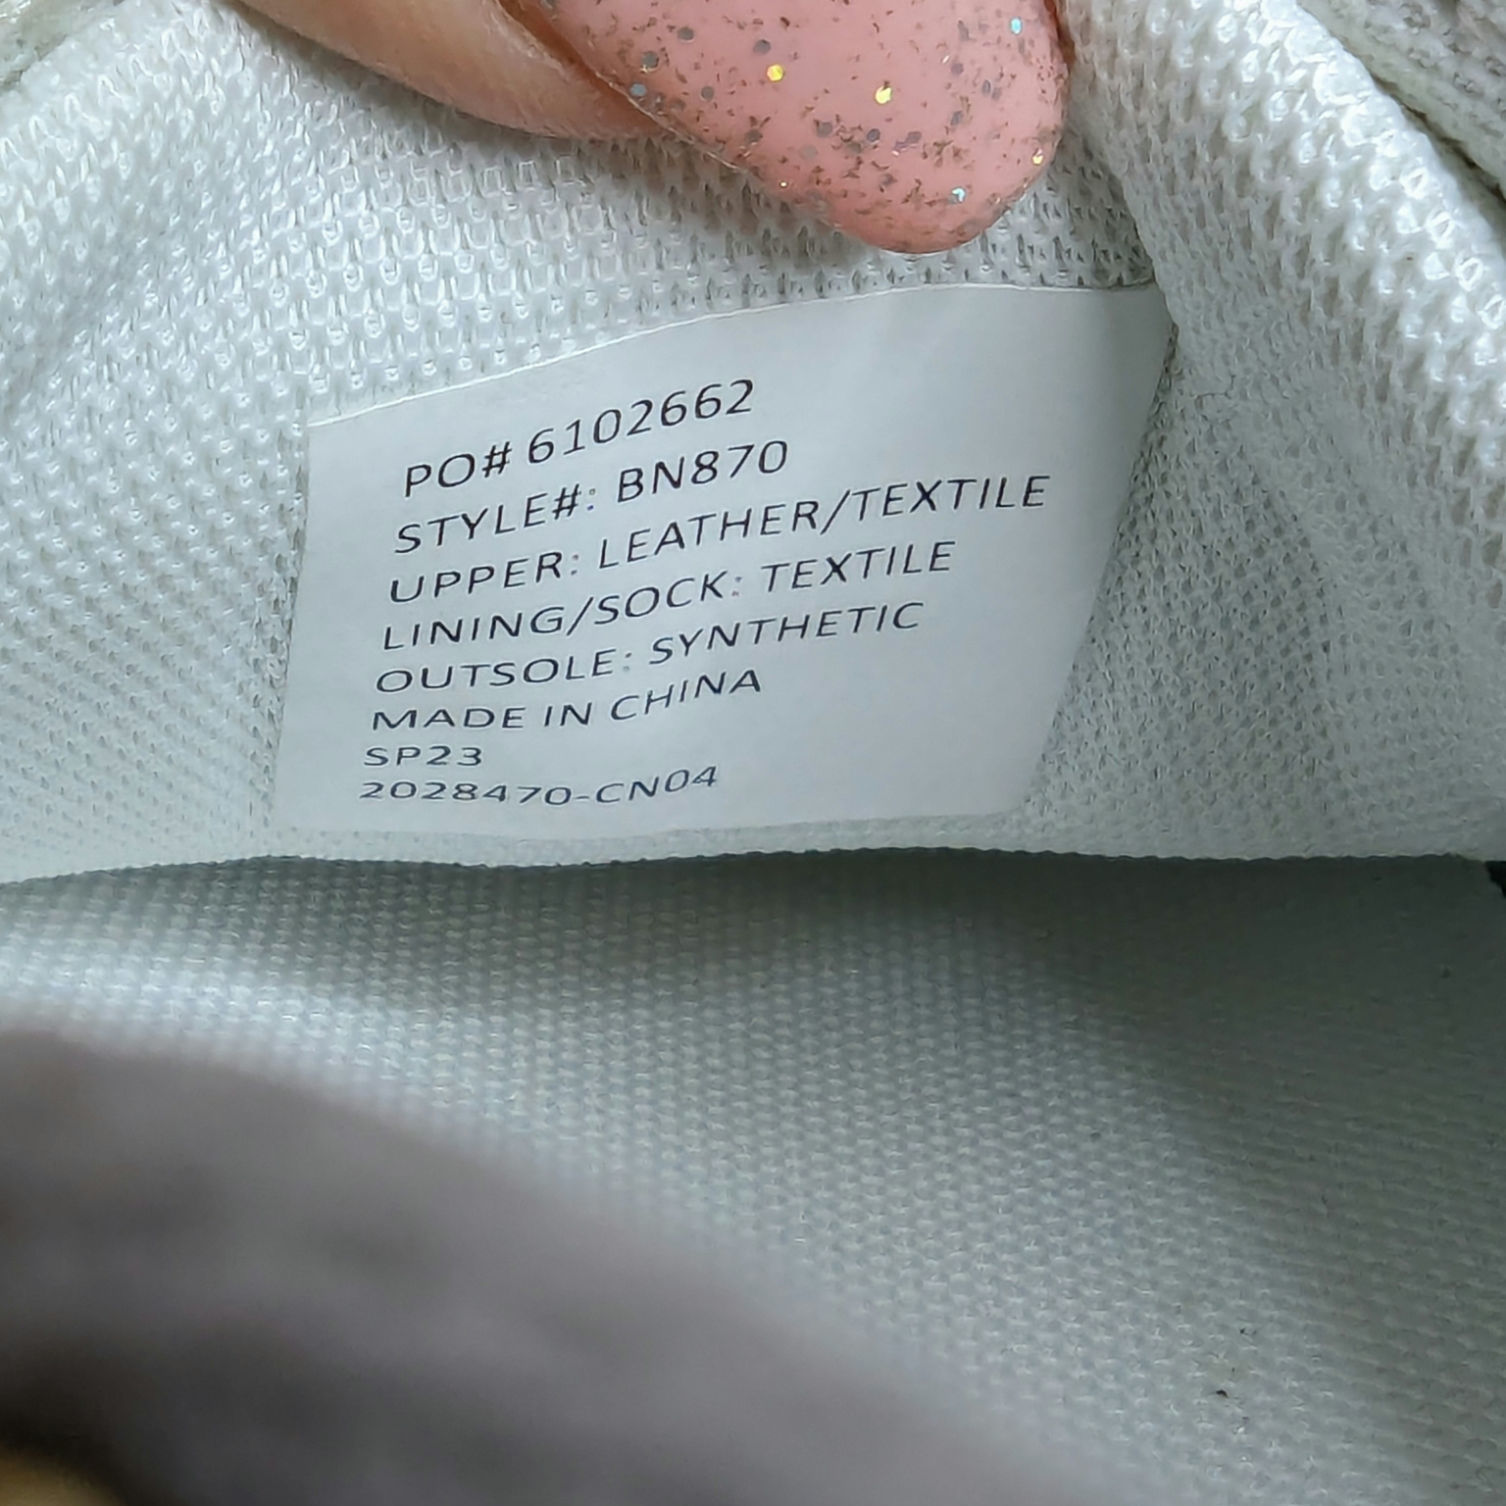 PO# 6102662
STYLE#: BN870
UPPER: LEATHER/TEXTILE
LINING/SOCK: TEXTILE
OUTSOLE: SYNTHETIC
MADE IN CHINA
SP23
2028470-CN04